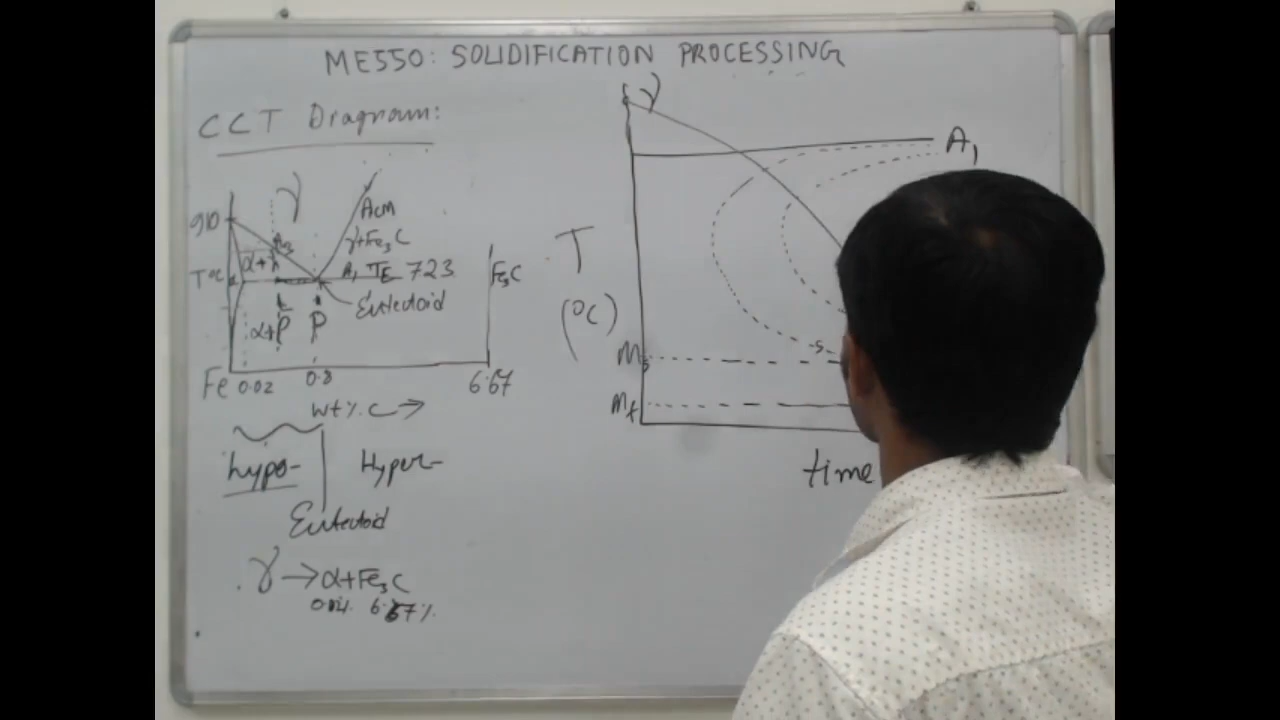 ME550: SOLIDIFICATION PROCESSING
CCT Diagram:
γ
910
Acm
A3
γ+Fe3C
α+γ
T°C
A1 TE 723
Fe3C
Eutectoid
α+P
P
Fe 0.02 0.8 6.67
wt%.C →
hypo- Hyper-
Eutectoid
γ → α+Fe3C
6.67%
γ
A1
T
(°C)
Ms
Mf
time